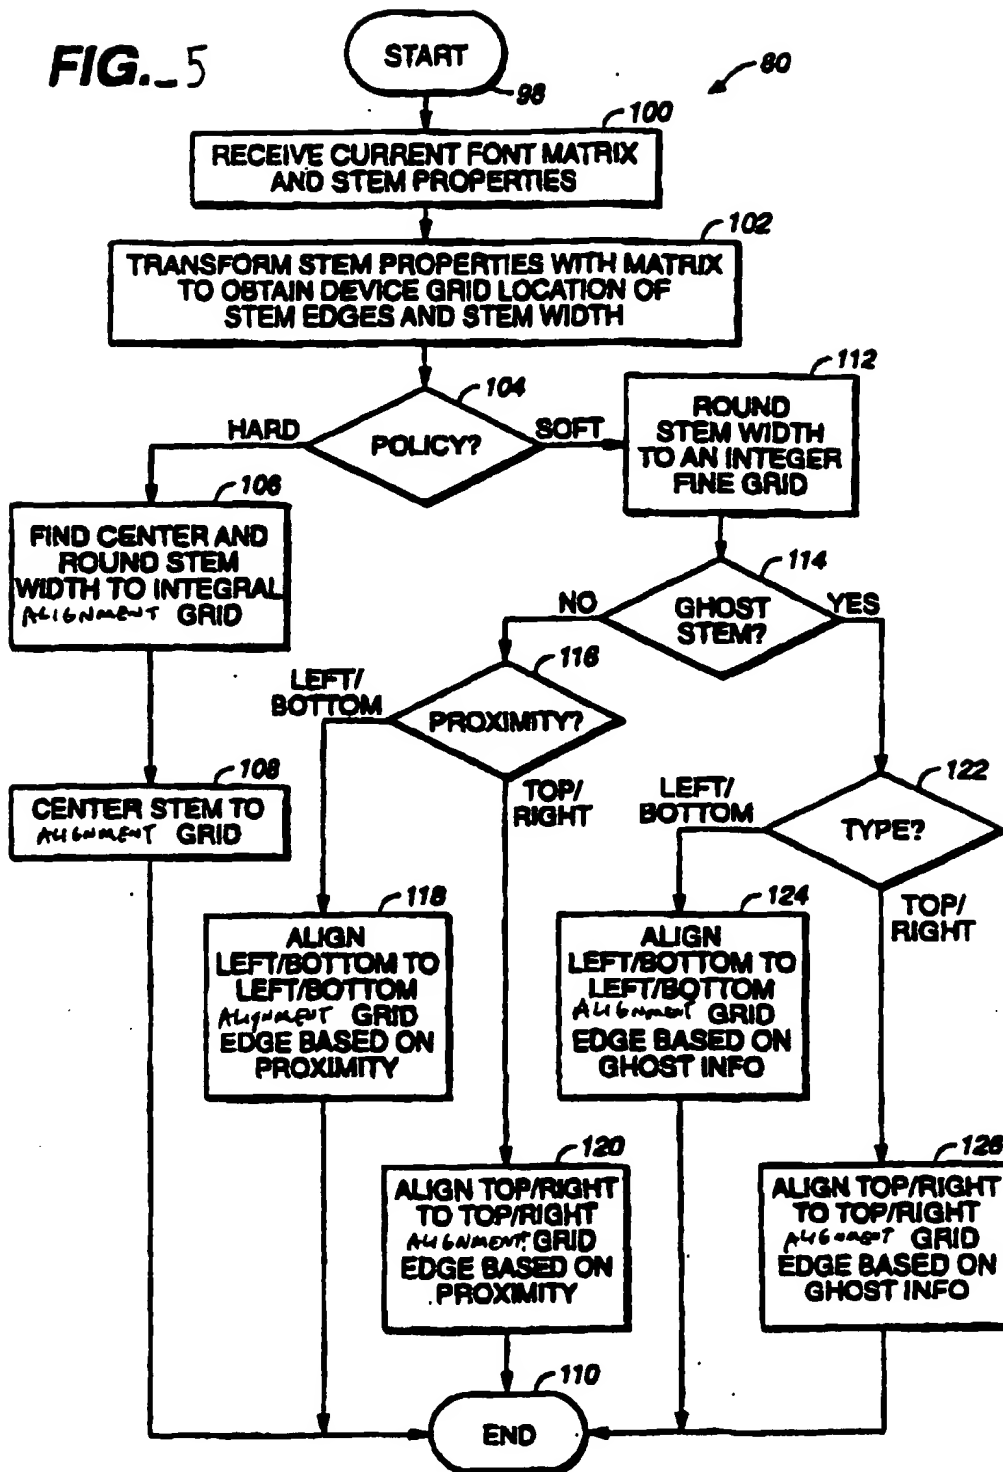 FIG._5
START
98
80
100
RECEIVE CURRENT FONT MATRIX
AND STEM PROPERTIES
102
TRANSFORM STEM PROPERTIES WITH MATRIX
TO OBTAIN DEVICE GRID LOCATION OF
STEM EDGES AND STEM WIDTH
104
POLICY?
HARD
SOFT
112
ROUND
STEM WIDTH
TO AN INTEGER
FINE GRID
106
FIND CENTER AND
ROUND STEM
WIDTH TO INTEGRAL
ALIGNMENT GRID
114
GHOST
STEM?
NO
YES
116
PROXIMITY?
LEFT/
BOTTOM
TOP/
RIGHT
108
CENTER STEM TO
ALIGNMENT GRID
122
TYPE?
LEFT/
BOTTOM
TOP/
RIGHT
118
ALIGN
LEFT/BOTTOM TO
LEFT/BOTTOM
ALIGNMENT GRID
EDGE BASED ON
PROXIMITY
124
ALIGN
LEFT/BOTTOM TO
LEFT/BOTTOM
ALIGNMENT GRID
EDGE BASED ON
GHOST INFO
120
ALIGN TOP/RIGHT
TO TOP/RIGHT
ALIGNMENT GRID
EDGE BASED ON
PROXIMITY
126
ALIGN TOP/RIGHT
TO TOP/RIGHT
ALIGNMENT GRID
EDGE BASED ON
GHOST INFO
110
END